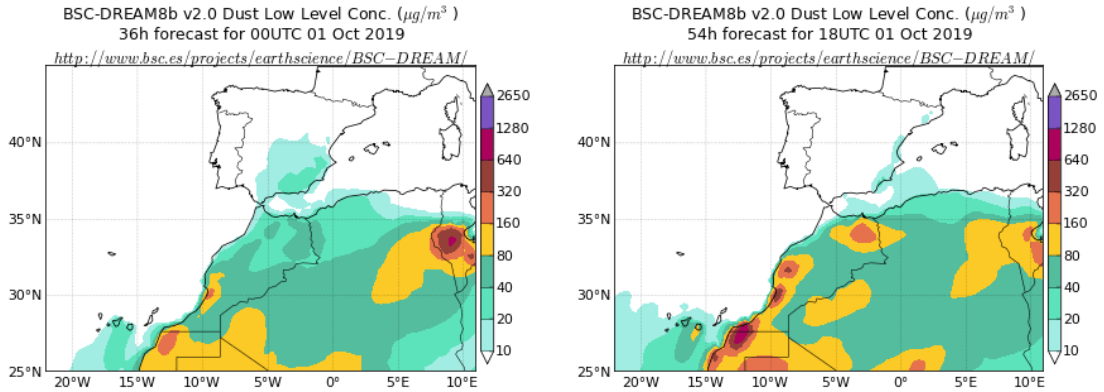 BSC-DREAM8b v2.0 Dust Low Level Conc. (μg/m³ )
36h forecast for 00UTC 01 Oct 2019
http://www.bsc.es/projects/earthscience/BSC−DREAM/
2650
1280
640
320
160
80
40
20
10
40°N
35°N
30°N
25°N
20°W
15°W
10°W
5°W
0°
5°E
10°E
BSC-DREAM8b v2.0 Dust Low Level Conc. (μg/m³ )
54h forecast for 18UTC 01 Oct 2019
http://www.bsc.es/projects/earthscience/BSC−DREAM/
2650
1280
640
320
160
80
40
20
10
40°N
35°N
30°N
25°N
20°W
15°W
10°W
5°W
0°
5°E
10°E